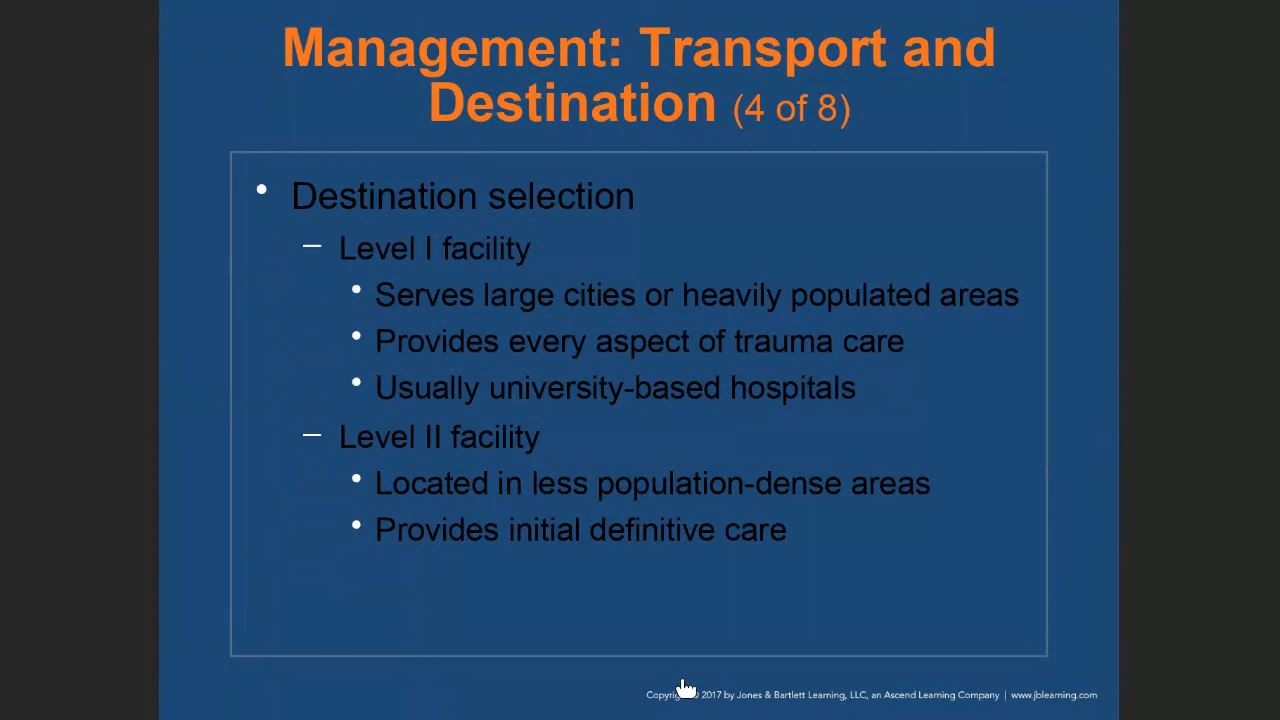 Management: Transport and
Destination (4 of 8)
• Destination selection
– Level I facility
• Serves large cities or heavily populated areas
• Provides every aspect of trauma care
• Usually university-based hospitals
– Level II facility
• Located in less population-dense areas
• Provides initial definitive care
2017 by Jones & Bartlett Learning, LLC, an Ascend Learning Company | www.jblearning.com